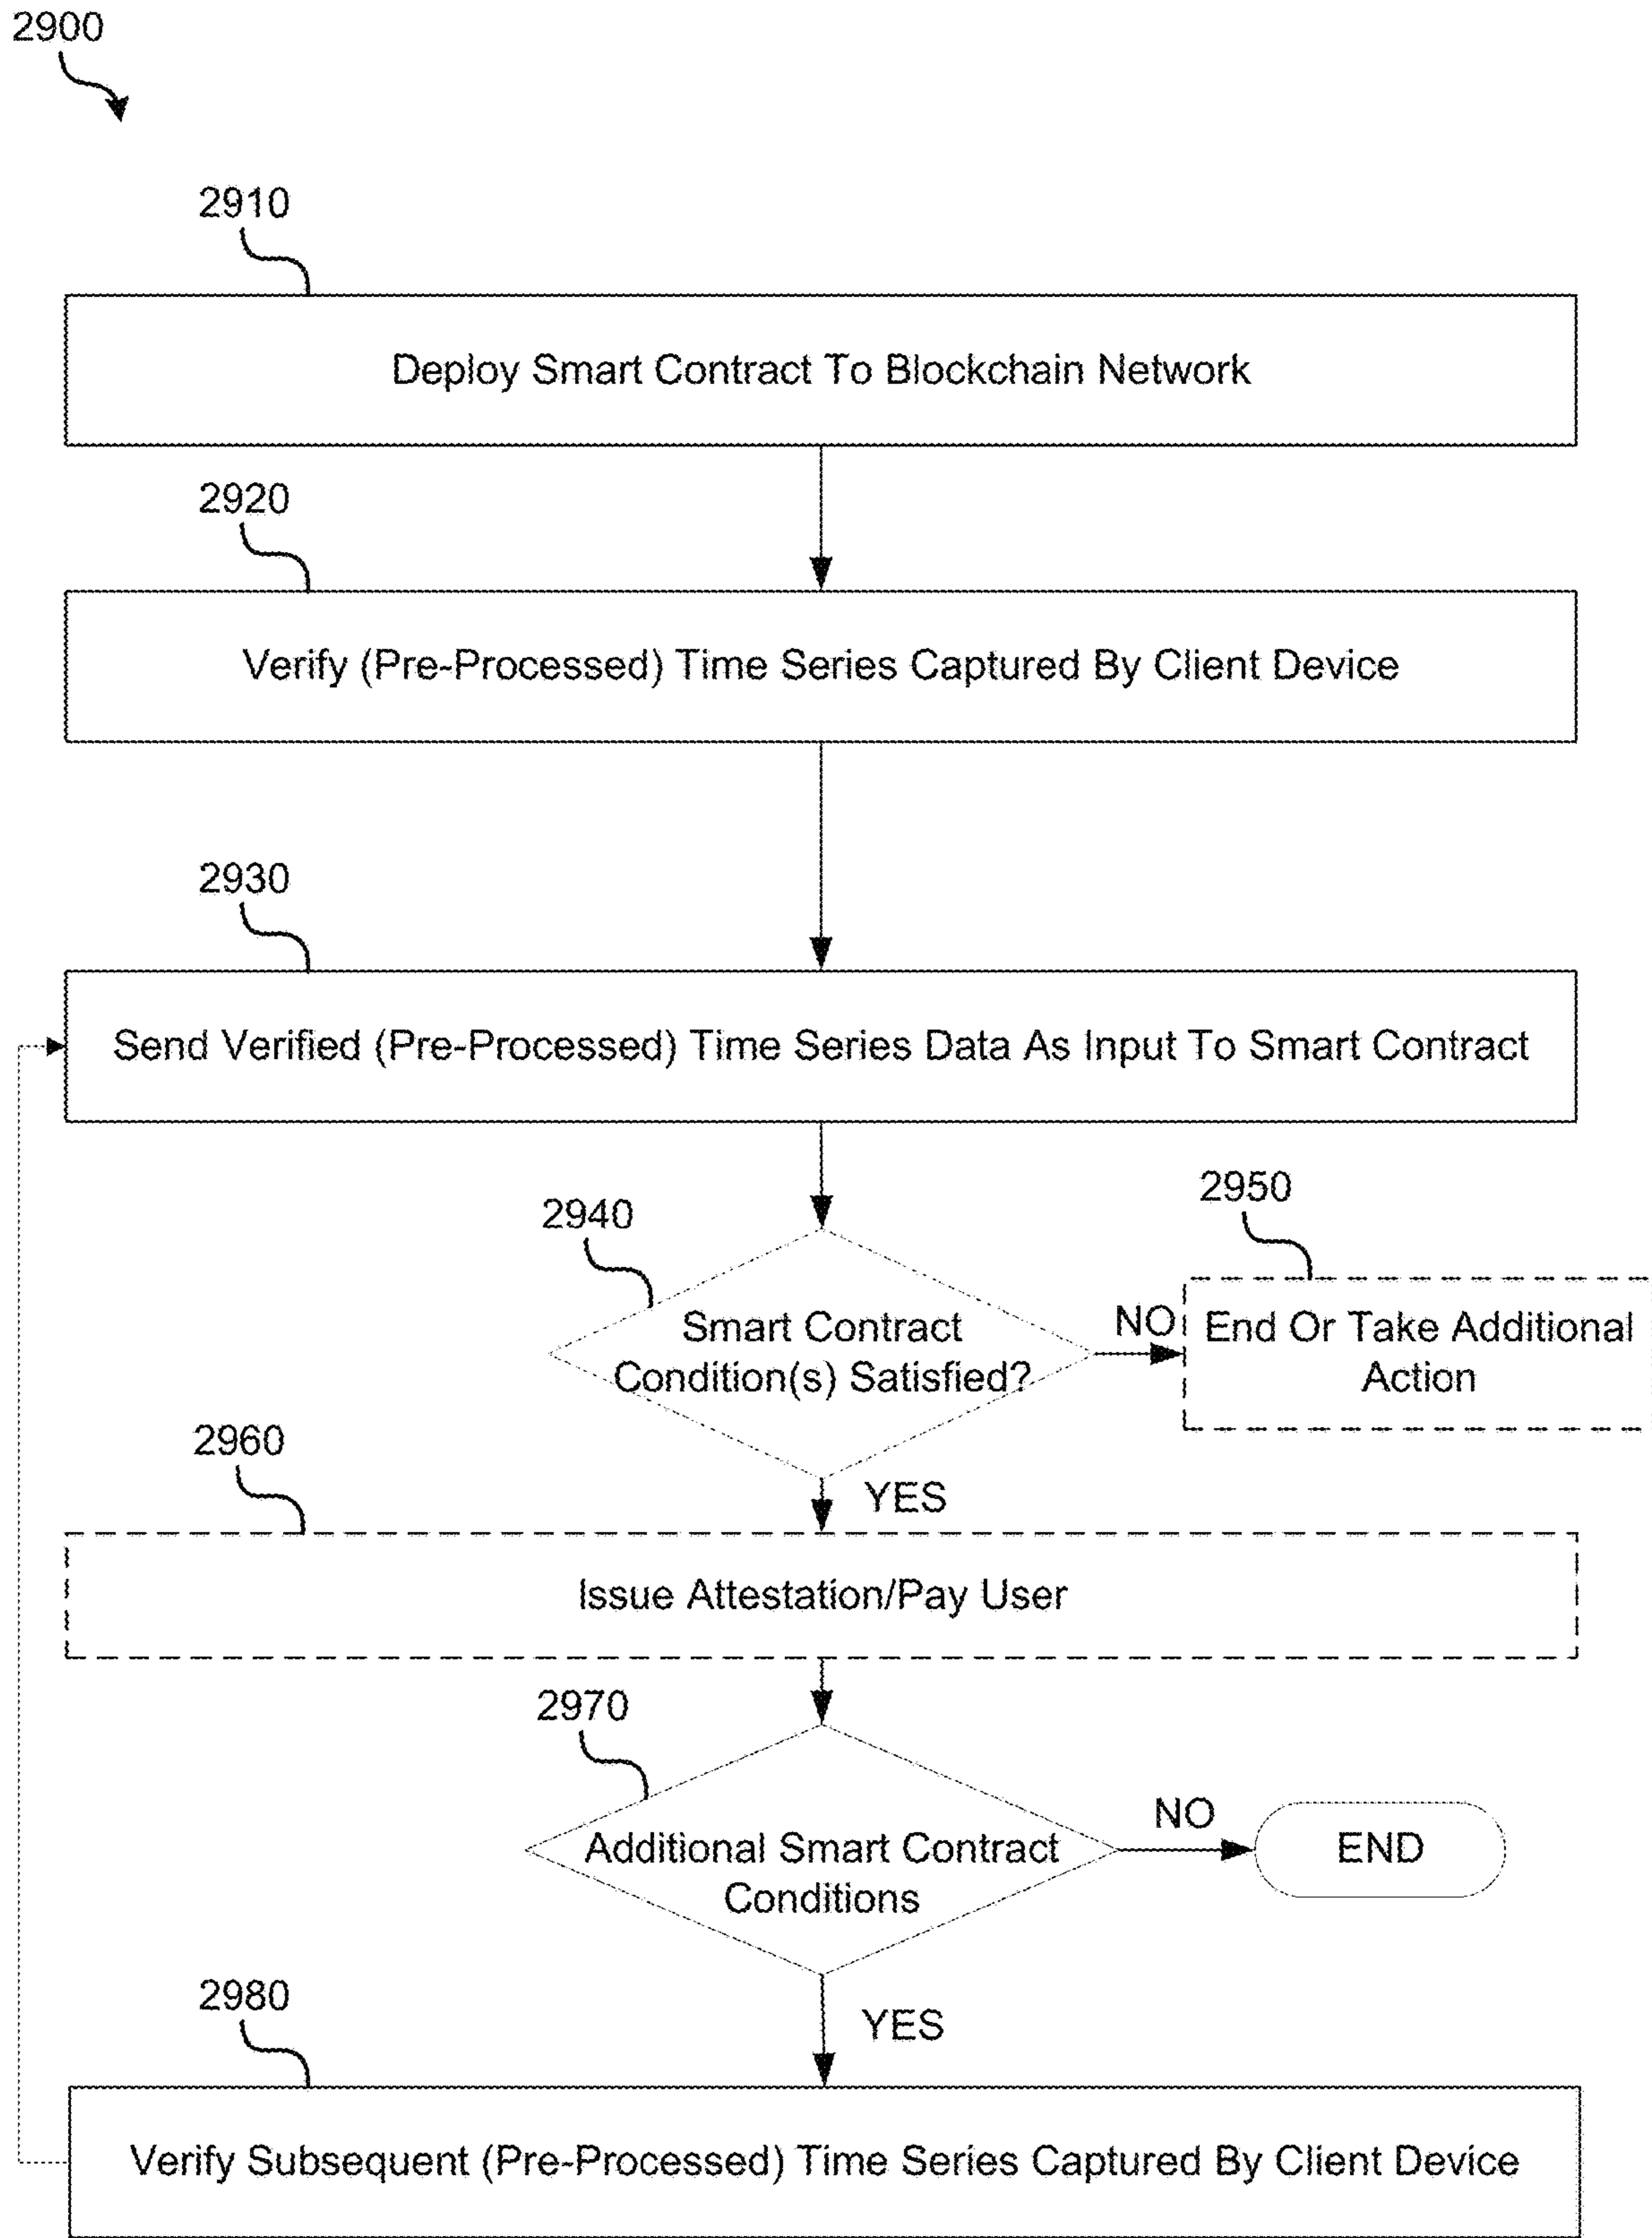 2900
2910
Deploy Smart Contract To Blockchain Network
2920
Verify (Pre-Processed) Time Series Captured By Client Device
2930
Send Verified (Pre-Processed) Time Series Data As Input To Smart Contract
2940
2950
Smart Contract
Condition(s) Satisfied?
NO
End Or Take Additional
Action
2960
YES
Issue Attestation/Pay User
2970
Additional Smart Contract
Conditions
NO
END
2980
YES
Verify Subsequent (Pre-Processed) Time Series Captured By Client Device